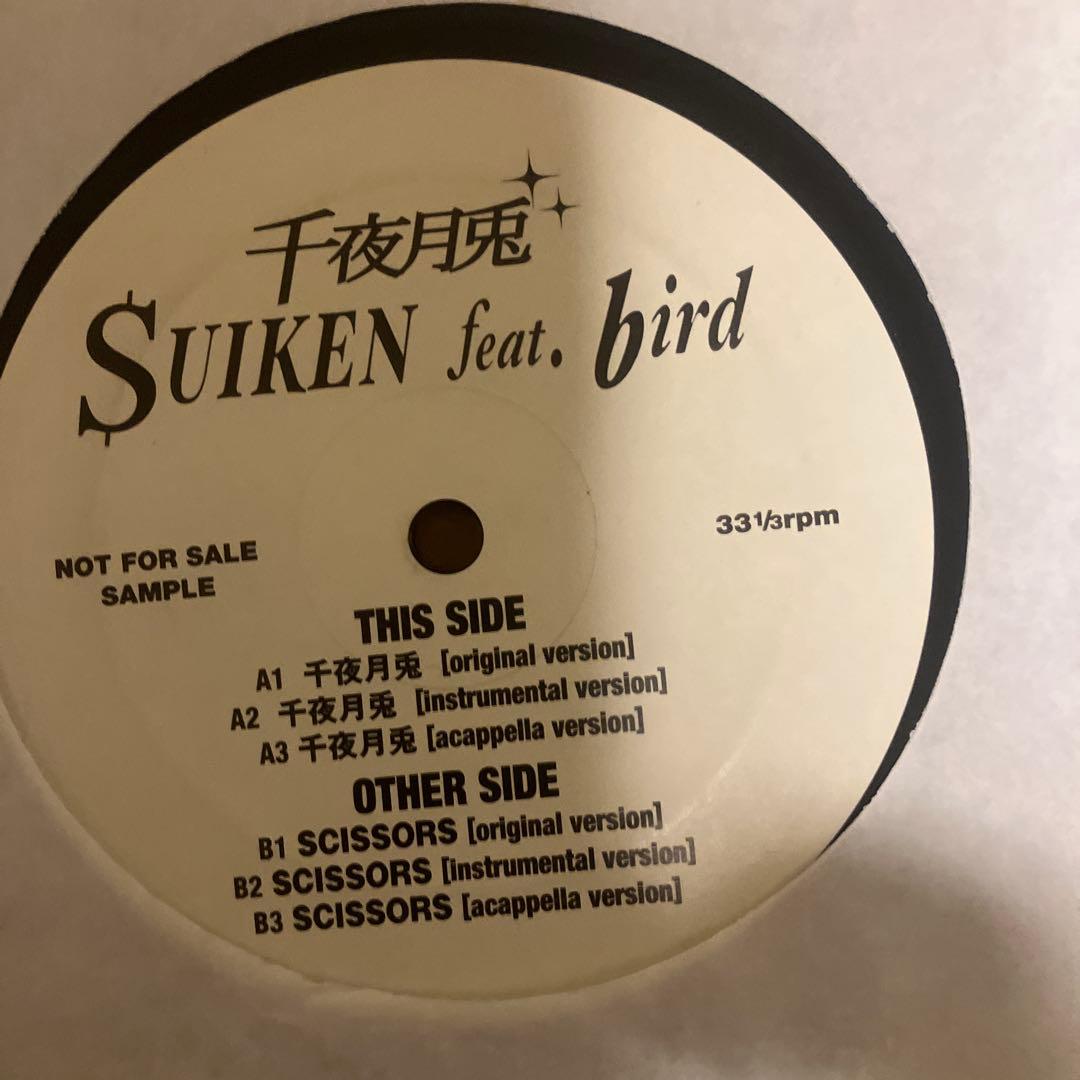 千夜月兎
$UIKEN feat. bird
33⅓rpm
NOT FOR SALE
SAMPLE
THIS SIDE
A1 千夜月兎 [original version]
A2 千夜月兎 [instrumental version]
A3 千夜月兎 [acappella version]
OTHER SIDE
B1 SCISSORS [original version]
B2 SCISSORS [instrumental version]
B3 SCISSORS [acappella version]